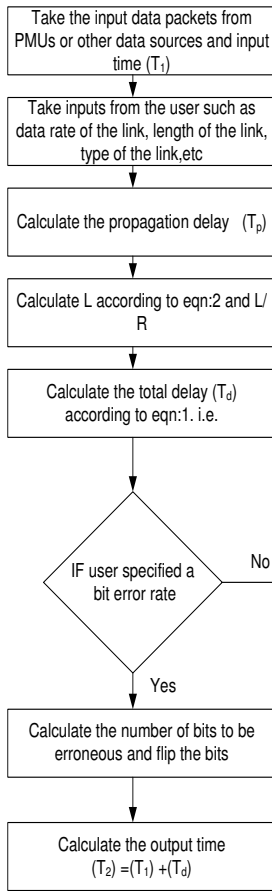 Take the input data packets from
PMUs or other data sources and input
time (T1)
Take inputs from the user such as
data rate of the link, length of the link,
type of the link,etc
Calculate the propagation delay (Tp)
Calculate L according to eqn:2 and L/
R
Calculate the total delay (Td)
according to eqn:1. i.e.
IF user specified a
bit error rate
No
Yes
Calculate the number of bits to be
erroneous and flip the bits
Calculate the output time
(T2) =(T1) +(Td)